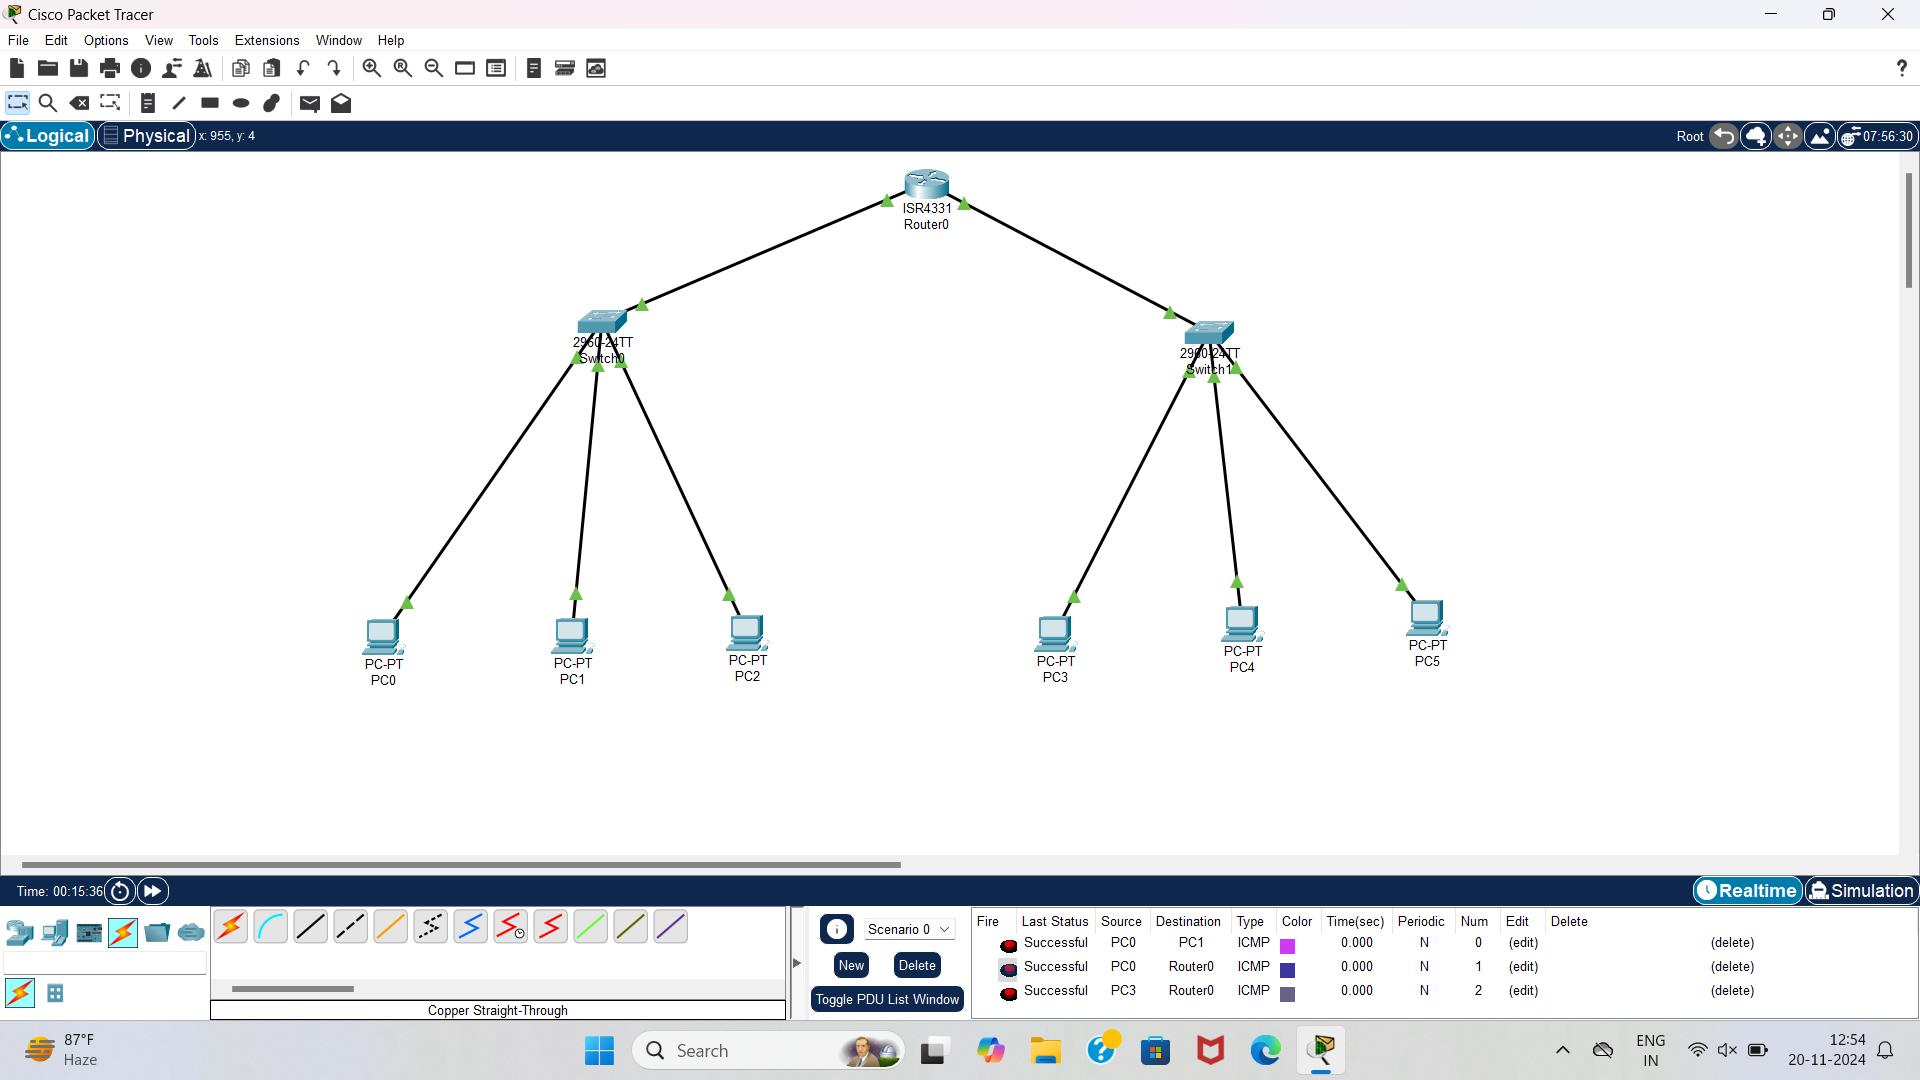 Cisco Packet Tracer
File Edit Options View Tools Extensions Window Help
?
Logical Physical x: 955, y: 4 Root 07:56:30
ISR4331
Router0
2960-24TT
Switch0
2960-24TT
Switch1
PC-PT
PC0
PC-PT
PC1
PC-PT
PC2
PC-PT
PC3
PC-PT
PC4
PC-PT
PC5
Time: 00:15:36 Realtime Simulation
Copper Straight-Through
Scenario 0
New Delete
Toggle PDU List Window
Fire Last Status Source Destination Type Color Time(sec) Periodic Num Edit Delete
Successful PC0 PC1 ICMP 0.000 N 0 (edit) (delete)
Successful PC0 Router0 ICMP 0.000 N 1 (edit) (delete)
Successful PC3 Router0 ICMP 0.000 N 2 (edit) (delete)
87°F
Haze
Search
ENG
IN
12:54
20-11-2024